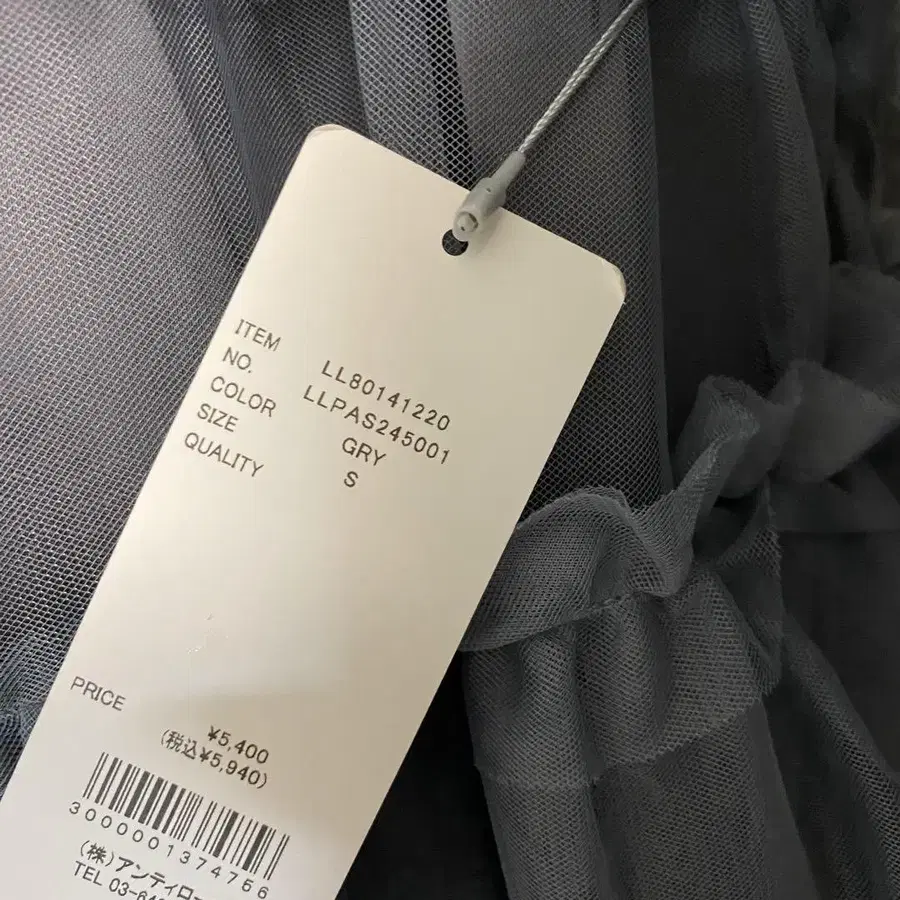 ITEM LL80141220
NO. LLPAS245001
COLOR GRY
SIZE S
QUALITY
PRICE
¥5,400
(税込¥5,940)
3000001374756
(株)アンティロー
TEL 03-64